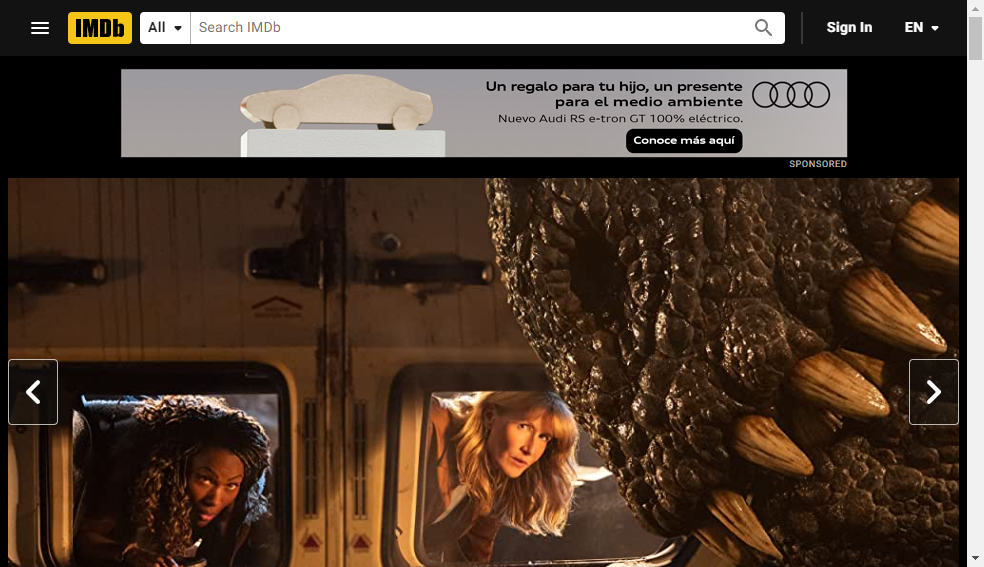 IMDb
All
Search IMDb
Sign In
EN
Un regalo para tu hijo, un presente
para el medio ambiente
Nuevo Audi RS e-tron GT 100% eléctrico.
Conoce más aquí
SPONSORED